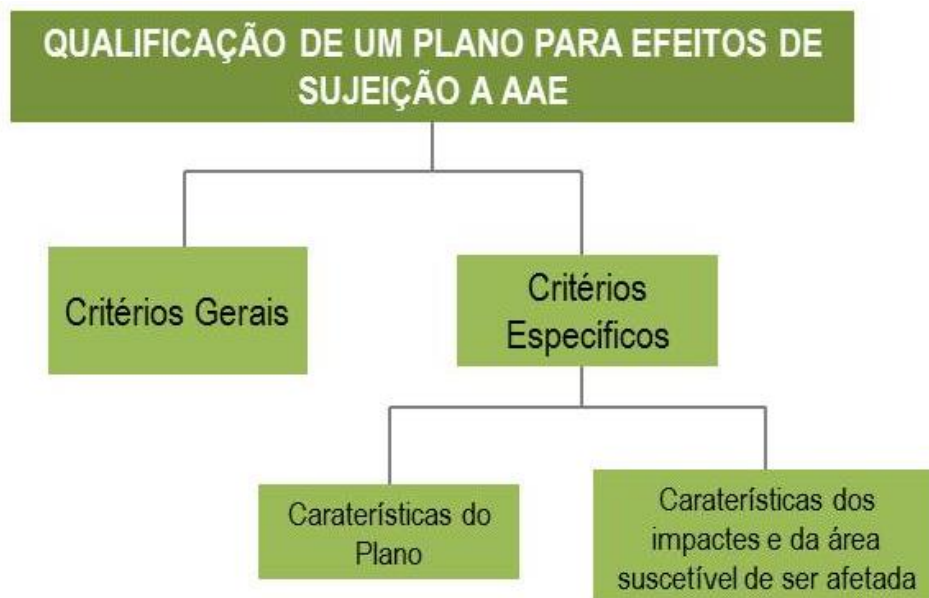 QUALIFICAÇÃO DE UM PLANO PARA EFEITOS DE
SUJEIÇÃO A AAE
Critérios Gerais
Critérios
Específicos
Caraterísticas do
Plano
Caraterísticas dos
impactes e da área
suscetível de ser afetada